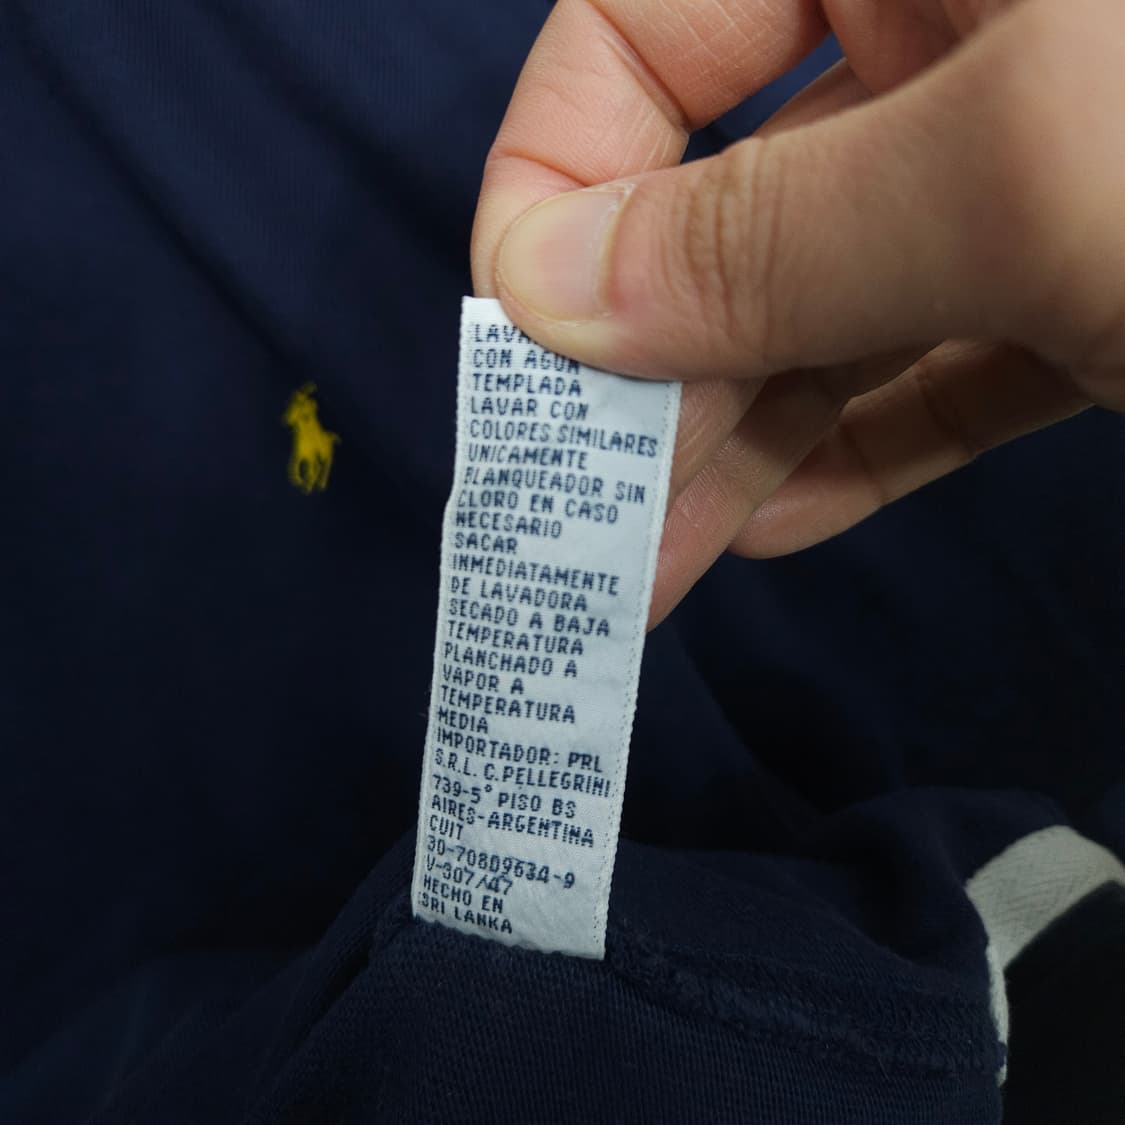 CON AGUA
TEMPLADA
LAVAR CON
COLORES SIMILARES
UNICAMENTE
BLANQUEADOR SIN
CLORO EN CASO
NECESARIO
SACAR
INMEDIATAMENTE
DE LAVADORA
SECADO A BAJA
TEMPERATURA
PLANCHADO A
VAPOR A
TEMPERATURA
MEDIA
IMPORTADOR: PRL
S.R.L. C.PELLEGRINI
739-5° PISO BS
AIRES-ARGENTINA
CUIT
30-70809634-9
V-307/47
HECHO EN
SRI LANKA